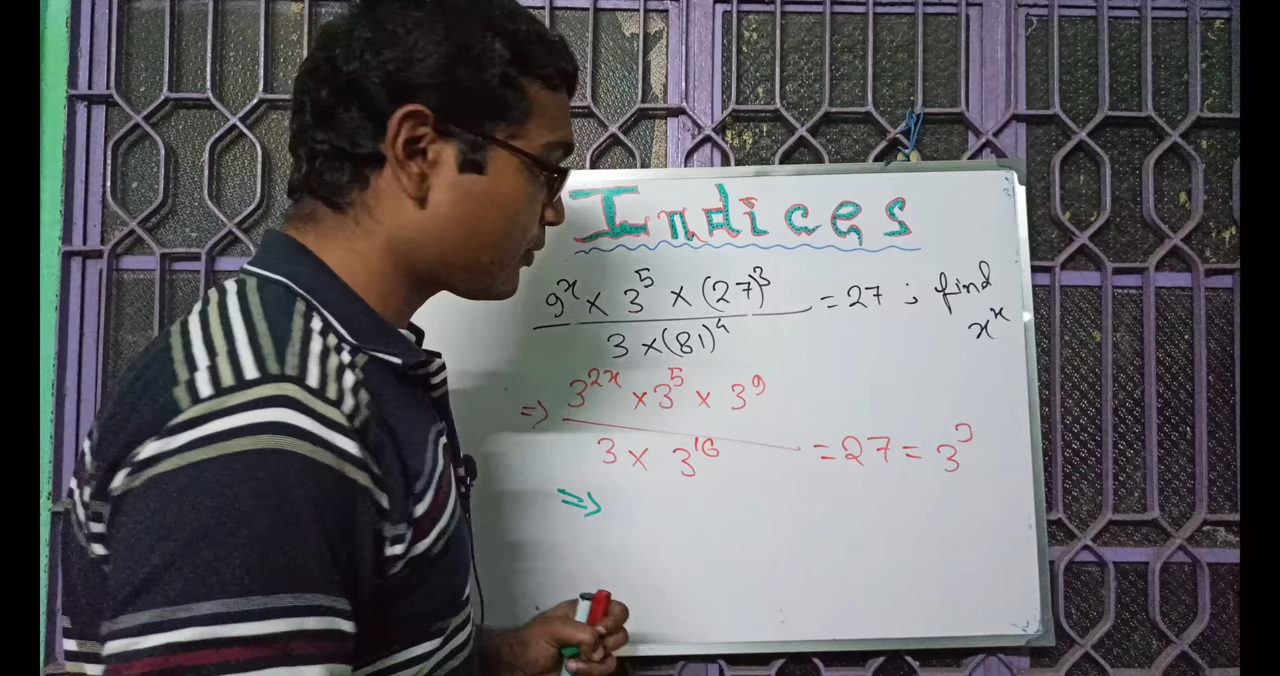 Indices
9^x × 3^5 × (27)^3 / 3 × (81)^4 = 27 ; find x^x
⇒ 3^2x × 3^5 × 3^9 / 3 × 3^16 = 27 = 3^3
⇒